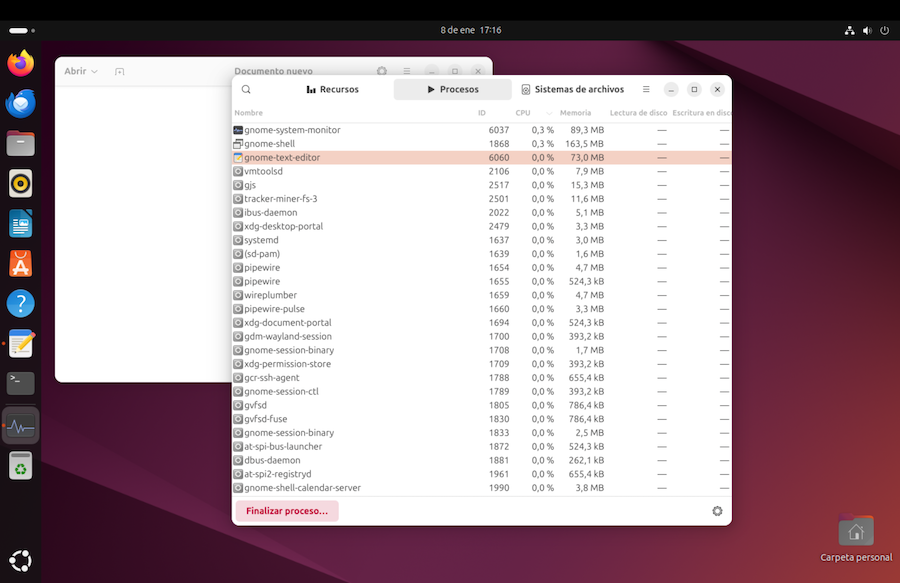 8 de ene 17:16
Abrir
Documento nuevo
Recursos Procesos Sistemas de archivos
Nombre ID CPU Memoria Lectura de disco Escritura en disco
gnome-system-monitor 6037 0,3 % 89,3 MB — —
gnome-shell 1868 0,3 % 163,5 MB — —
gnome-text-editor 6060 0,0 % 73,0 MB — —
vmtoolsd 2106 0,0 % 7,9 MB — —
gjs 2517 0,0 % 15,3 MB — —
tracker-miner-fs-3 2501 0,0 % 11,6 MB — —
ibus-daemon 2022 0,0 % 5,1 MB — —
xdg-desktop-portal 2479 0,0 % 3,3 MB — —
systemd 1637 0,0 % 3,0 MB — —
(sd-pam) 1639 0,0 % 1,6 MB — —
pipewire 1654 0,0 % 4,7 MB — —
pipewire 1655 0,0 % 524,3 kB — —
wireplumber 1659 0,0 % 4,7 MB — —
pipewire-pulse 1660 0,0 % 3,3 MB — —
xdg-document-portal 1694 0,0 % 524,3 kB — —
gdm-wayland-session 1700 0,0 % 393,2 kB — —
gnome-session-binary 1708 0,0 % 1,7 MB — —
xdg-permission-store 1709 0,0 % 393,2 kB — —
gcr-ssh-agent 1788 0,0 % 655,4 kB — —
gnome-session-ctl 1789 0,0 % 393,2 kB — —
gvfsd 1805 0,0 % 786,4 kB — —
gvfsd-fuse 1830 0,0 % 786,4 kB — —
gnome-session-binary 1833 0,0 % 2,5 MB — —
at-spi-bus-launcher 1872 0,0 % 524,3 kB — —
dbus-daemon 1881 0,0 % 262,1 kB — —
at-spi2-registryd 1961 0,0 % 655,4 kB — —
gnome-shell-calendar-server 1990 0,0 % 3,8 MB — —
Finalizar proceso...
Carpeta personal